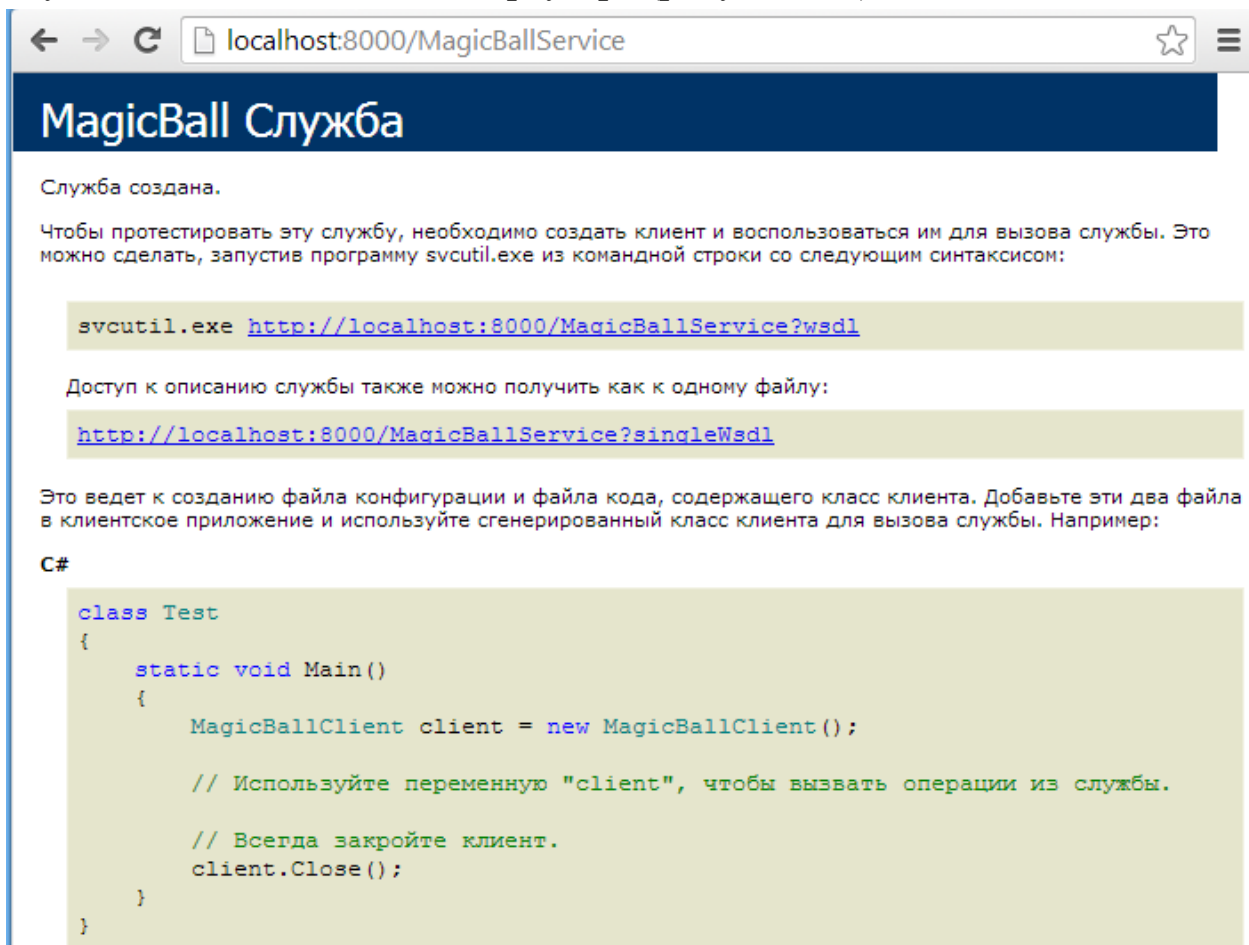 localhost:8000/MagicBallService
MagicBall Служба
Служба создана.
Чтобы протестировать эту службу, необходимо создать клиент и воспользоваться им для вызова службы. Это
можно сделать, запустив программу svcutil.exe из командной строки со следующим синтаксисом:
svcutil.exe http://localhost:8000/MagicBallService?wsdl
Доступ к описанию службы также можно получить как к одному файлу:
http://localhost:8000/MagicBallService?singleWsdl
Это ведет к созданию файла конфигурации и файла кода, содержащего класс клиента. Добавьте эти два файла
в клиентское приложение и используйте сгенерированный класс клиента для вызова службы. Например:
C#
class Test
{
static void Main()
{
MagicBallClient client = new MagicBallClient();
// Используйте переменную "client", чтобы вызвать операции из службы.
// Всегда закройте клиент.
client.Close();
}
}